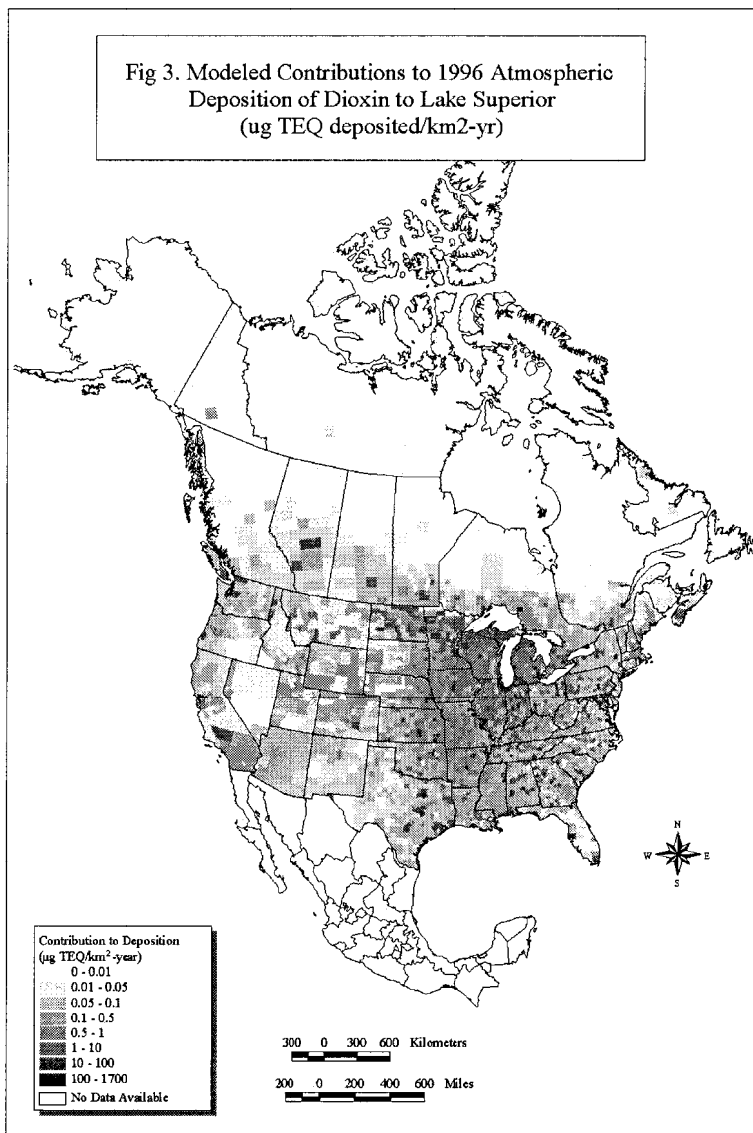 Fig 3. Modeled Contributions to 1996 Atmospheric
Deposition of Dioxin to Lake Superior
(ug TEQ deposited/km2-yr)
N
W E
S
Contribution to Deposition
(µg TEQ/km²-year)
0 - 0.01
0.01 - 0.05
0.05 - 0.1
0.1 - 0.5
0.5 - 1
1 - 10
10 - 100
100 - 1700
No Data Available
300 0 300 600 Kilometers
200 0 200 400 600 Miles